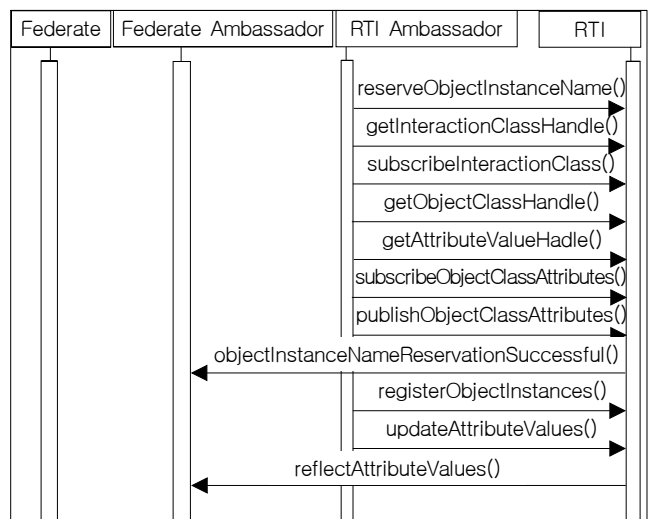 Federate Federate Ambassador RTI Ambassador RTI
reserveObjectInstanceName()
getInteractionClassHandle()
subscribeInteractionClass()
getObjectClassHandle()
getAttributeValueHadle()
subscribeObjectClassAttributes()
publishObjectClassAttributes()
objectInstanceNameReservationSuccessful()
registerObjectInstances()
updateAttributeValues()
reflectAttributeValues()